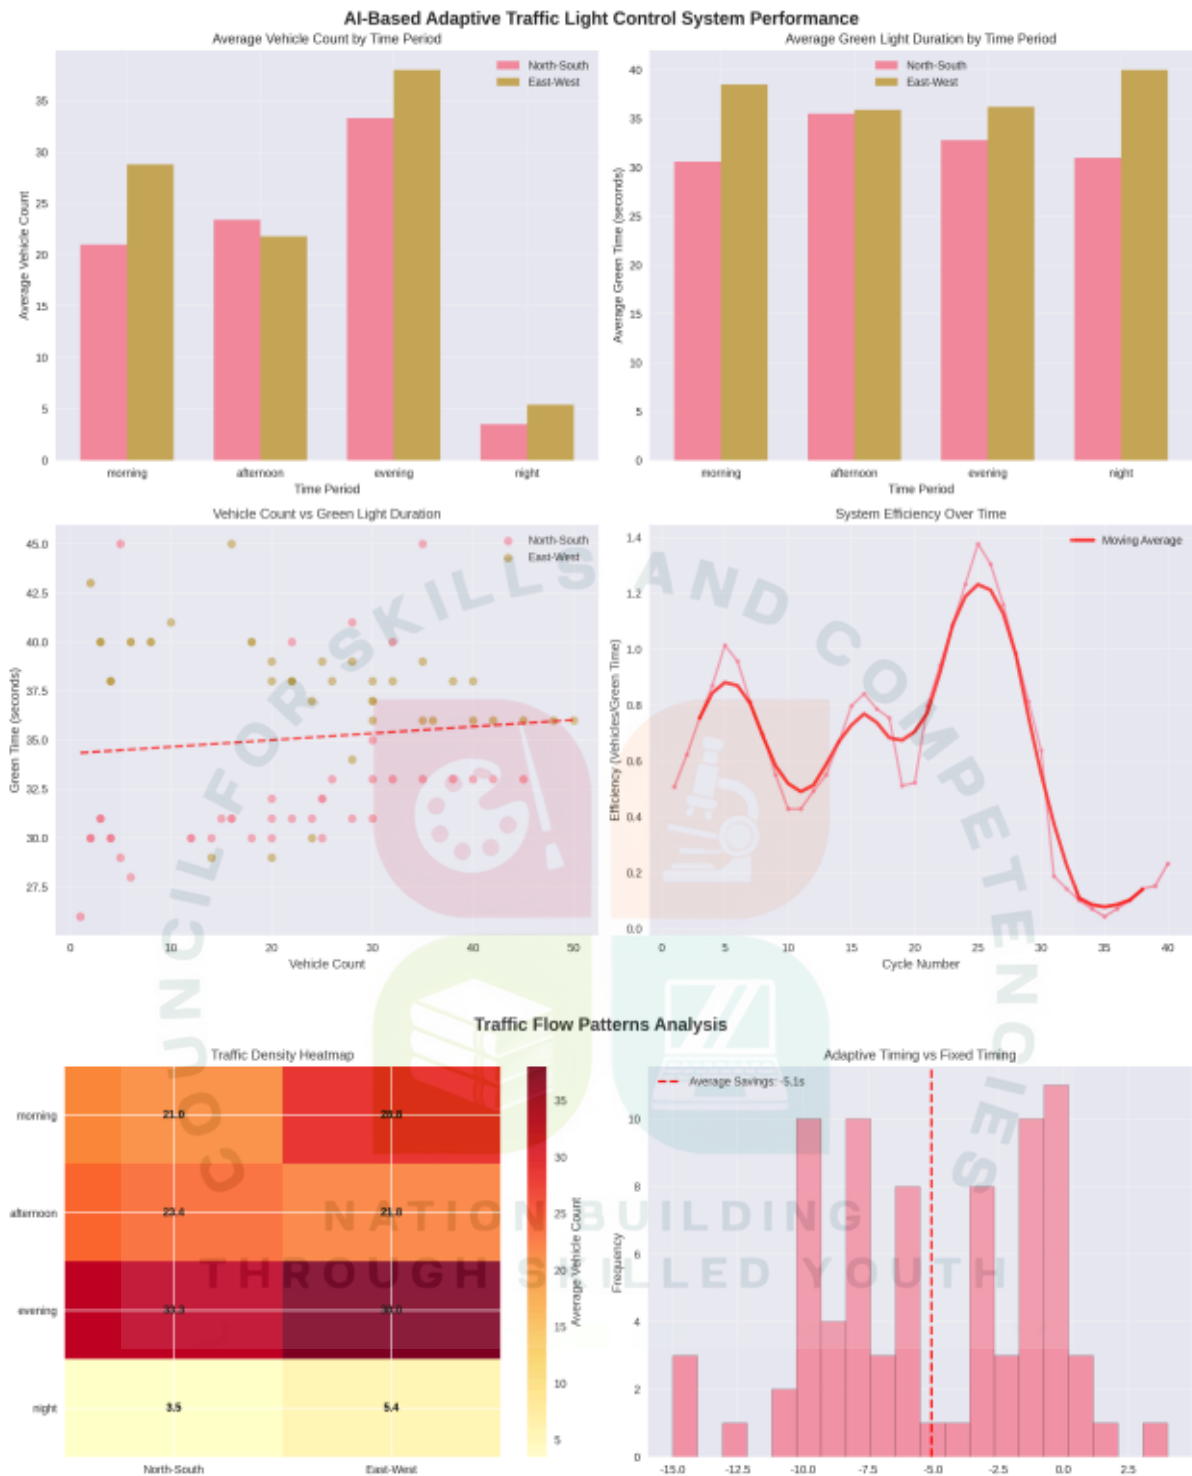 AI-Based Adaptive Traffic Light Control System Performance
Average Vehicle Count by Time Period
Average Green Light Duration by Time Period
North-South
East-West
North-South
East-West
Average Vehicle Count
35
30
25
20
15
10
5
0
Average Green Time (seconds)
40
35
30
25
20
15
10
5
0
morning afternoon evening night
Time Period
morning afternoon evening night
Time Period
Vehicle Count vs Green Light Duration
System Efficiency Over Time
North-South
East-West
Moving Average
Green Time (seconds)
45.0
42.5
40.0
37.5
35.0
32.5
30.0
27.5
Efficiency (Vehicles/Green Time)
1.4
1.2
1.0
0.8
0.6
0.4
0.2
0.0
0 10 20 30 40 50
Vehicle Count
0 5 10 15 20 25 30 35 40
Cycle Number
COUNCIL FOR SKILLS AND COMPETENCIES
Traffic Flow Patterns Analysis
Traffic Density Heatmap
Adaptive Timing vs Fixed Timing
Average Savings: -5.1s
morning 21.0 28.8
afternoon 23.4 21.8
evening 33.3 38.0
night 3.5 5.4
North-South East-West
35
30
25
20
15
10
5
Average Vehicle Count
Frequency
10
8
6
4
2
0
-15.0 -12.5 -10.0 -7.5 -5.0 -2.5 0.0 2.5
NATION BUILDING
THROUGH SKILLED YOUTH